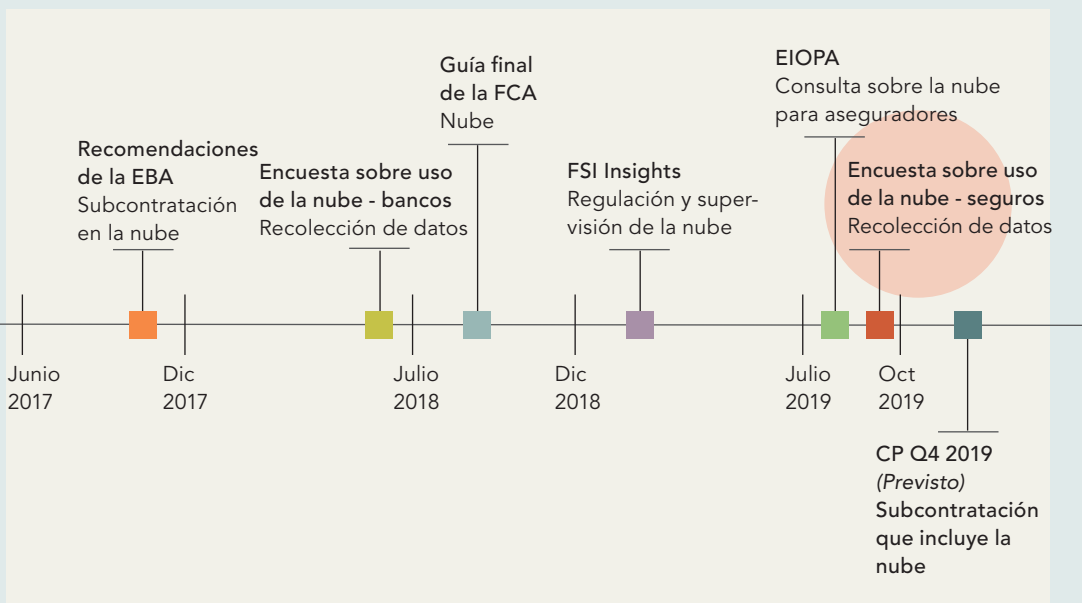 Recomendaciones
de la EBA
Subcontratación
en la nube
Encuesta sobre uso
de la nube - bancos
Recolección de datos
Guía final
de la FCA
Nube
FSI Insights
Regulación y super-
visión de la nube
EIOPA
Consulta sobre la nube
para aseguradores
Encuesta sobre uso
de la nube - seguros
Recolección de datos
Junio
2017
Dic
2017
Julio
2018
Dic
2018
Julio
2019
Oct
2019
CP Q4 2019
(Previsto)
Subcontratación
que incluye la
nube